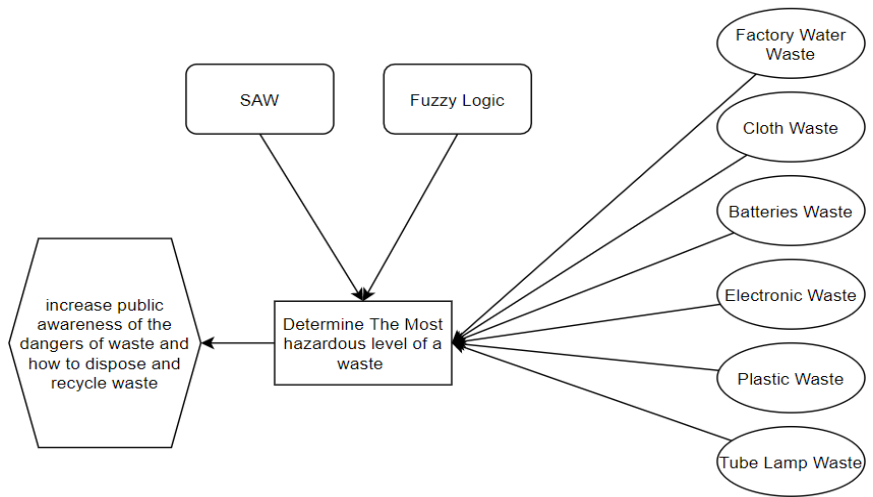 Factory Water
Waste
SAW
Fuzzy Logic
Cloth Waste
Batteries Waste
Electronic Waste
increase public
awareness of the
dangers of waste and
how to dispose and
recycle waste
Determine The Most
hazardous level of a
waste
Plastic Waste
Tube Lamp Waste